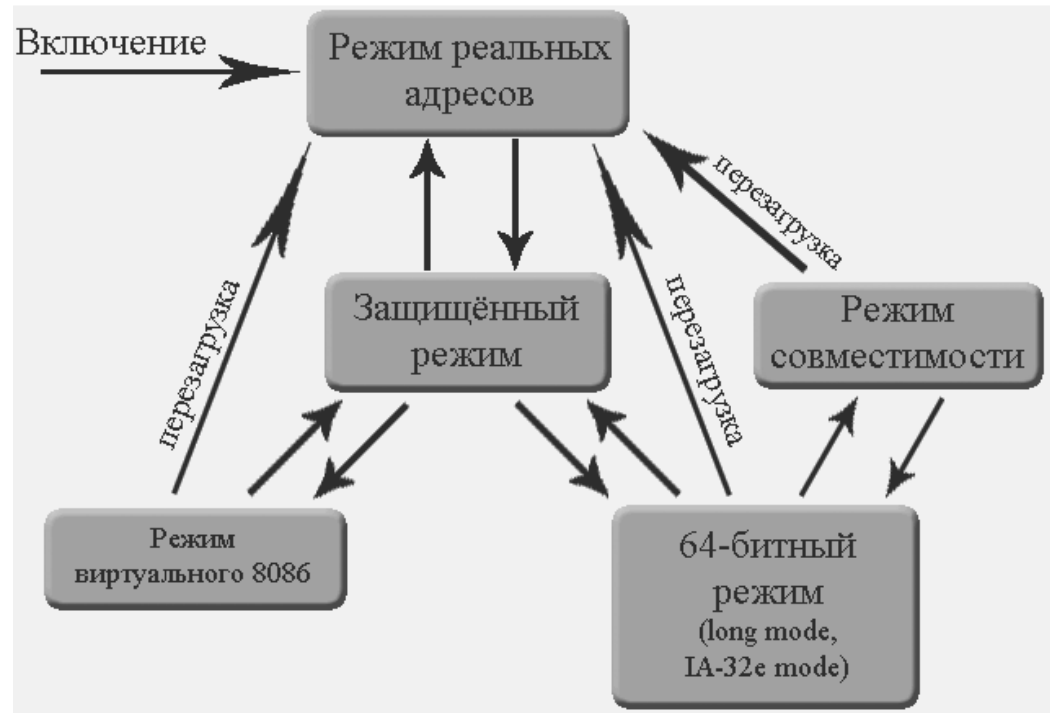 Включение
Режим реальных
адресов
перезагрузка
Защищённый
режим
перезагрузка
перезагрузка
Режим
совместимости
Режим
виртуального 8086
64-битный
режим
(long mode,
IA-32e mode)